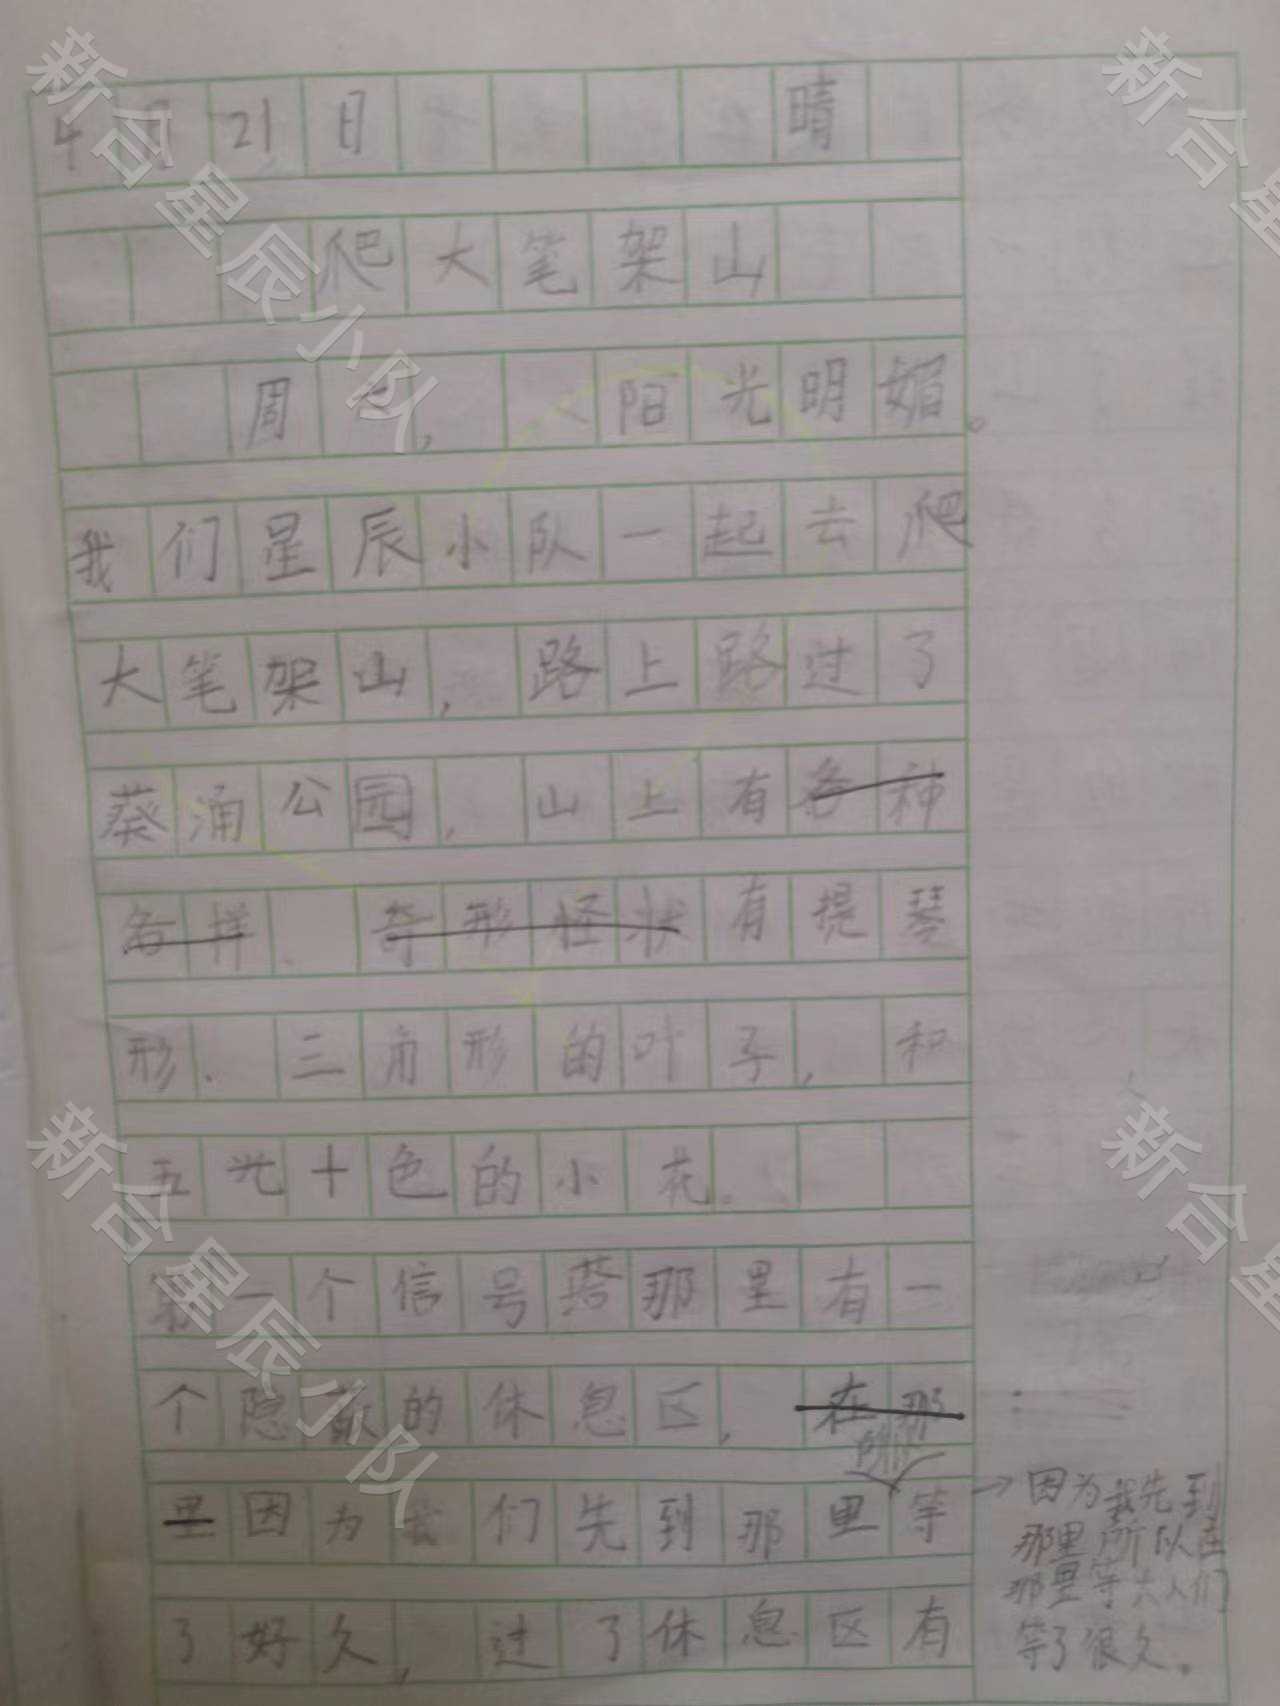 4月21日 晴
爬大笔架山
周六, 阳光明媚。
我们星辰小队一起去爬
大笔架山, 路上路过了
葵涌公园, 山上有各种
各样、奇形怪状有提琴
形. 三角形的叶子, 和
五光十色的小花。
第一个信号塔那里有一
个隐蔽的休息区, 在那
里因为我们先到那里等
了好久, 过了休息区有
→因为我先到
那里所以在
那里等大人们
等了很久。
新合星辰小队
新合星
新合星辰小队
新合星